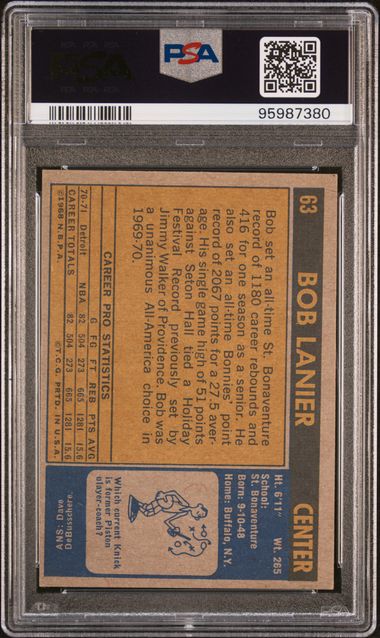 PSA
PSA
95987380
63 BOB LANIER CENTER
Bob set an all-time St. Bonaventure
record of 1180 career rebounds and
416 for one season as a senior. He
also set an all-time Bonnies' point
record of 2067 points for a 27.5 aver-
age. His single game high of 51 points
against Seton Hall tied a Holiday
Festival Record previously set by
Jimmy Walker of Providence. Bob was
a unanimous All-America choice in
1969-70.
CAREER PRO STATISTICS
G FG FT REB PTS AVG
70-71 Detroit NBA 82 504 273 665 1281 15.6
CAREER TOTALS 82 504 273 665 1281 15.6
©1968 N.B.P.A. ©T.C.G. PRTD. IN U.S.A.
Ht. 6'11" Wt. 265
School:
St. Bonaventure
Born: 9-10-48
Home: Buffalo, N.Y.
Which current Knick
is former Piston
player-coach?
ANS: Dave
DeBusschere.